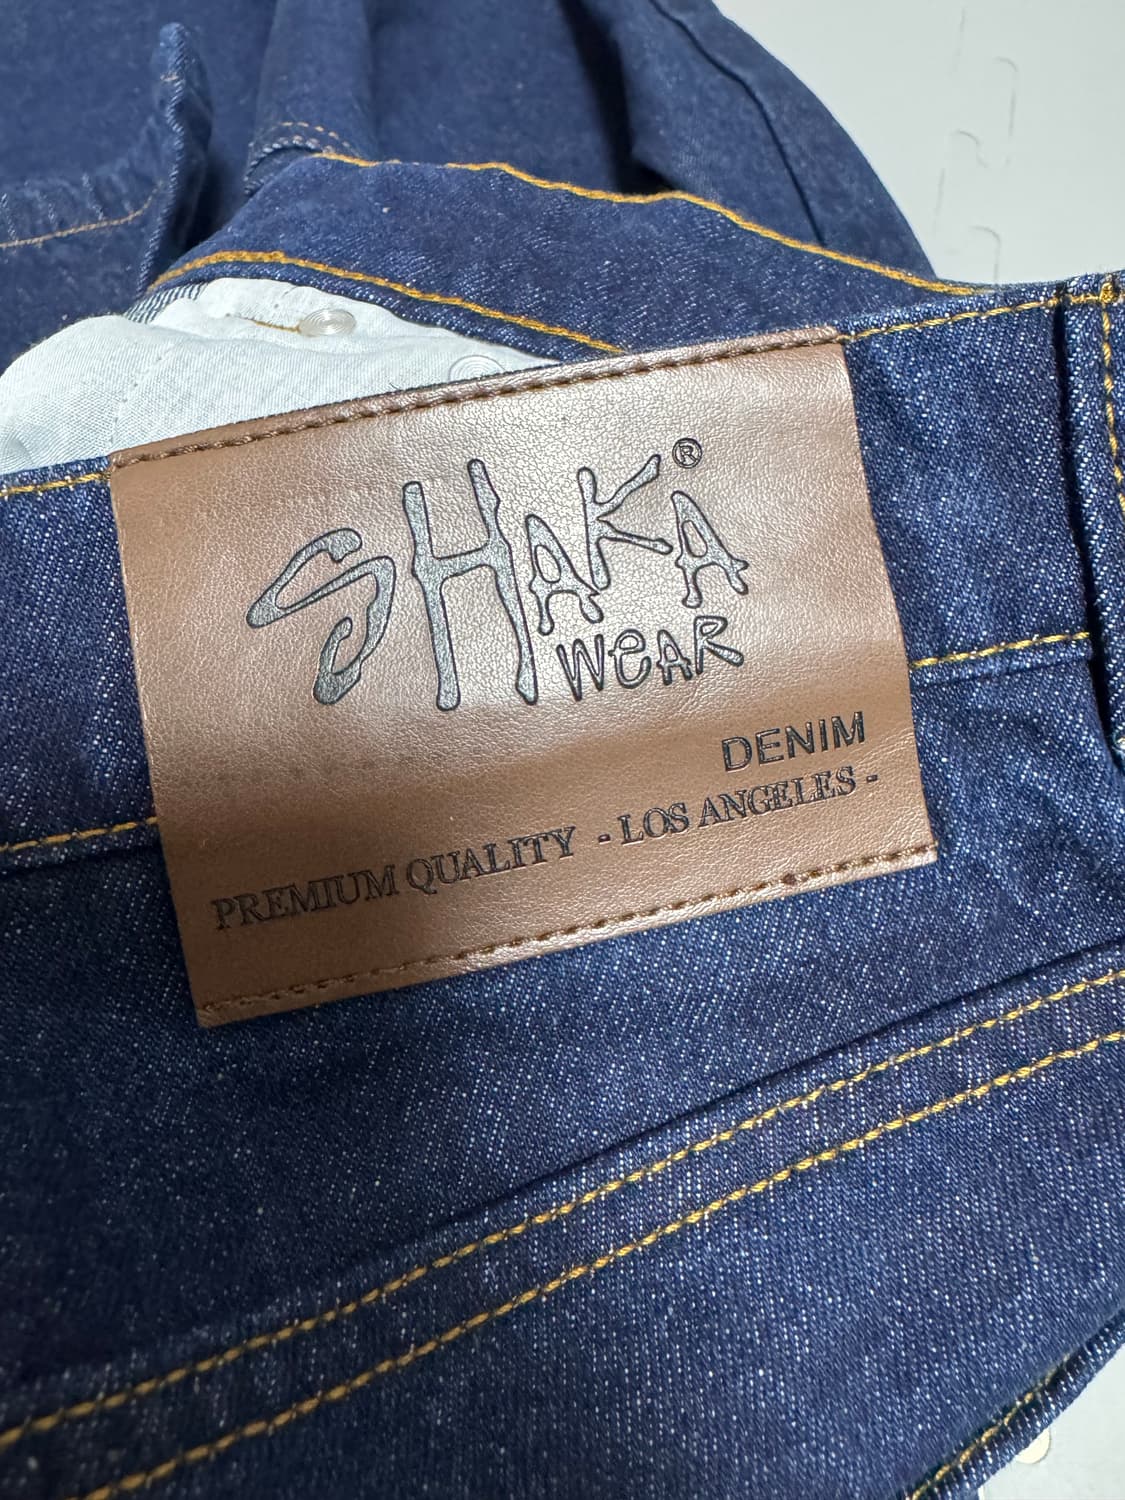 SHAKA®
WEAR
DENIM
PREMIUM QUALITY - LOS ANGELES -